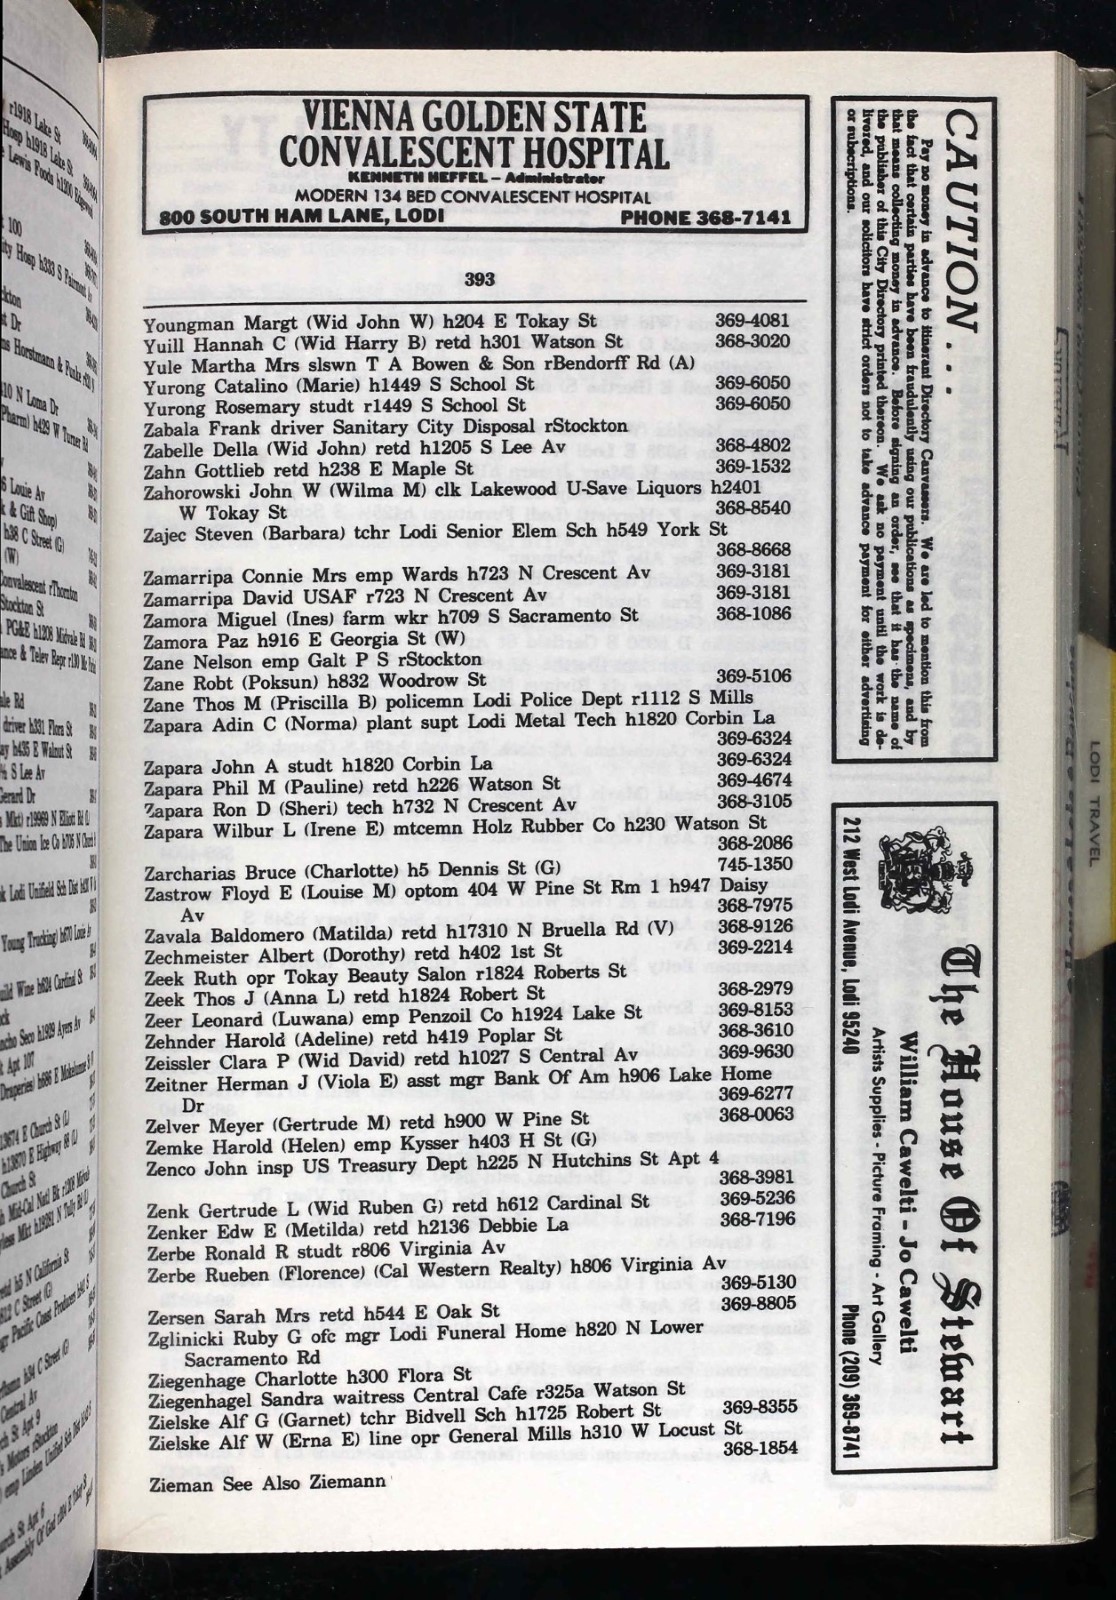 VIENNA GOLDEN STATE
CONVALESCENT HOSPITAL
KENNETH HEFFEL – Administrator
MODERN 134 BED CONVALESCENT HOSPITAL
800 SOUTH HAM LANE, LODI PHONE 368-7141
393
Youngman Margt (Wid John W) h204 E Tokay St 369-4081
Yuill Hannah C (Wid Harry B) retd h301 Watson St 368-3020
Yule Martha Mrs slswn T A Bowen & Son rBendorff Rd (A)
Yurong Catalino (Marie) h1449 S School St 369-6050
Yurong Rosemary studt r1449 S School St 369-6050
Zabala Frank driver Sanitary City Disposal rStockton
Zabelle Della (Wid John) retd h1205 S Lee Av 368-4802
Zahn Gottlieb retd h238 E Maple St 369-1532
Zahorowski John W (Wilma M) clk Lakewood U-Save Liquors h2401
W Tokay St 368-8540
Zajec Steven (Barbara) tchr Lodi Senior Elem Sch h549 York St
368-8668
Zamarripa Connie Mrs emp Wards h723 N Crescent Av 369-3181
Zamarripa David USAF r723 N Crescent Av 369-3181
Zamora Miguel (Ines) farm wkr h709 S Sacramento St 368-1086
Zamora Paz h916 E Georgia St (W)
Zane Nelson emp Galt P S rStockton
Zane Robt (Poksun) h832 Woodrow St 369-5106
Zane Thos M (Priscilla B) policemn Lodi Police Dept r1112 S Mills
Zapara Adin C (Norma) plant supt Lodi Metal Tech h1820 Corbin La
369-6324
Zapara John A studt h1820 Corbin La 369-6324
Zapara Phil M (Pauline) retd h226 Watson St 369-4674
Zapara Ron D (Sheri) tech h732 N Crescent Av 368-3105
Zapara Wilbur L (Irene E) mtcemn Holz Rubber Co h230 Watson St
368-2086
Zarcharias Bruce (Charlotte) h5 Dennis St (G) 745-1350
Zastrow Floyd E (Louise M) optom 404 W Pine St Rm 1 h947 Daisy
Av 368-7975
Zavala Baldomero (Matilda) retd h17310 N Bruella Rd (V) 368-9126
Zechmeister Albert (Dorothy) retd h402 1st St 369-2214
Zeek Ruth opr Tokay Beauty Salon r1824 Roberts St
Zeek Thos J (Anna L) retd h1824 Robert St 368-2979
Zeer Leonard (Luwana) emp Penzoil Co h1924 Lake St 369-8153
Zehnder Harold (Adeline) retd h419 Poplar St 368-3610
Zeissler Clara P (Wid David) retd h1027 S Central Av 369-9630
Zeitner Herman J (Viola E) asst mgr Bank Of Am h906 Lake Home
Dr 369-6277
Zelver Meyer (Gertrude M) retd h900 W Pine St 368-0063
Zemke Harold (Helen) emp Kysser h403 H St (G)
Zenco John insp US Treasury Dept h225 N Hutchins St Apt 4
368-3981
Zenk Gertrude L (Wid Ruben G) retd h612 Cardinal St 369-5236
Zenker Edw E (Metilda) retd h2136 Debbie La 368-7196
Zerbe Ronald R studt r806 Virginia Av
Zerbe Rueben (Florence) (Cal Western Realty) h806 Virginia Av
369-5130
Zersen Sarah Mrs retd h544 E Oak St 369-8805
Zglinicki Ruby G ofc mgr Lodi Funeral Home h820 N Lower
Sacramento Rd
Ziegenhage Charlotte h300 Flora St
Ziegenhagel Sandra waitress Central Cafe r325a Watson St
Zielske Alf G (Garnet) tchr Bidvell Sch h1725 Robert St 369-8355
Zielske Alf W (Erna E) line opr General Mills h310 W Locust St
368-1854
Zieman See Also Ziemann
CAUTION . . .
Pay no money in advance to itinerant Directory Canvassers. We are led to mention this from
the fact that certain parties have been fraudulently using our publications as specimens, and by
that means collecting money in advance. Before signing an order, see that it has the name of
the publisher of this City Directory printed thereon. We ask no payment until the work is de-
livered, and our solicitors have strict orders not to take advance payment for either advertising
or subscriptions.
The House Of Stewart
William Cawelti - Jo Cawelti
Artists Supplies - Picture Framing - Art Gallery
212 West Lodi Avenue, Lodi 95240 Phone (209) 369-8741
LODI TRAVEL